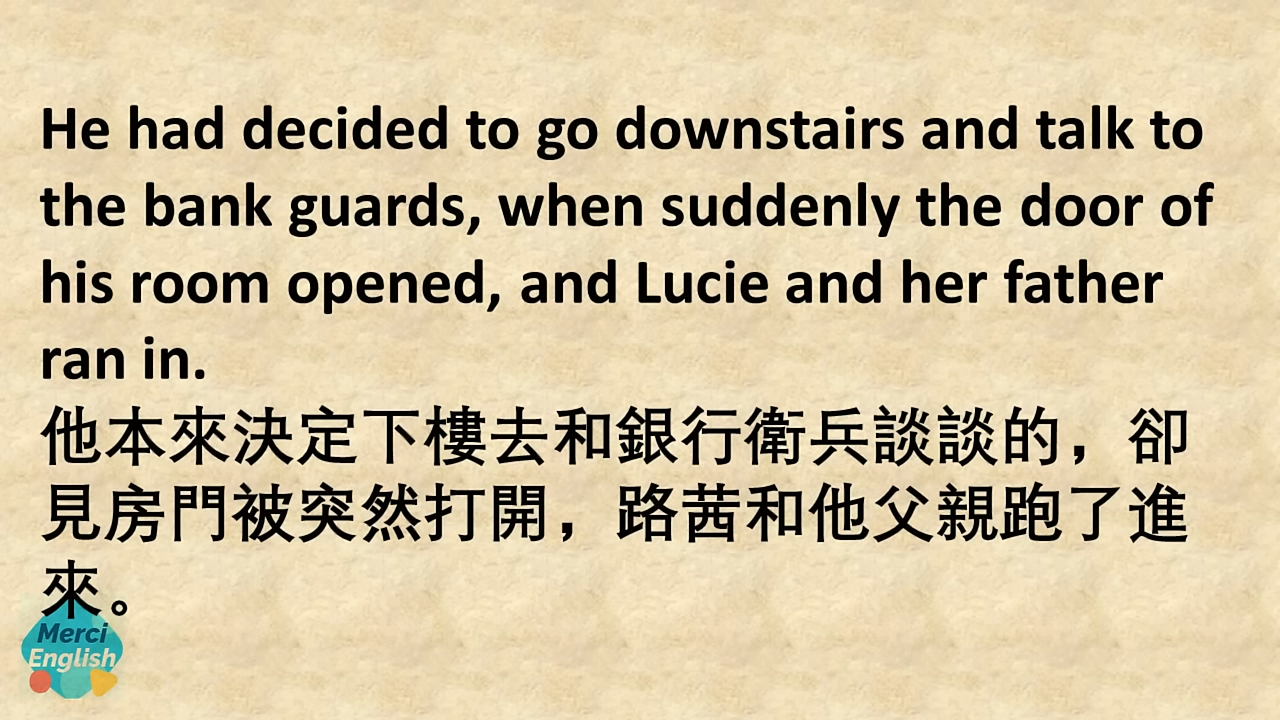 He had decided to go downstairs and talk to
the bank guards, when suddenly the door of
his room opened, and Lucie and her father
ran in.
他本來決定下樓去和銀行衛兵談談的，卻
見房門被突然打開，路茜和他父親跑了進
來。
Merci
English